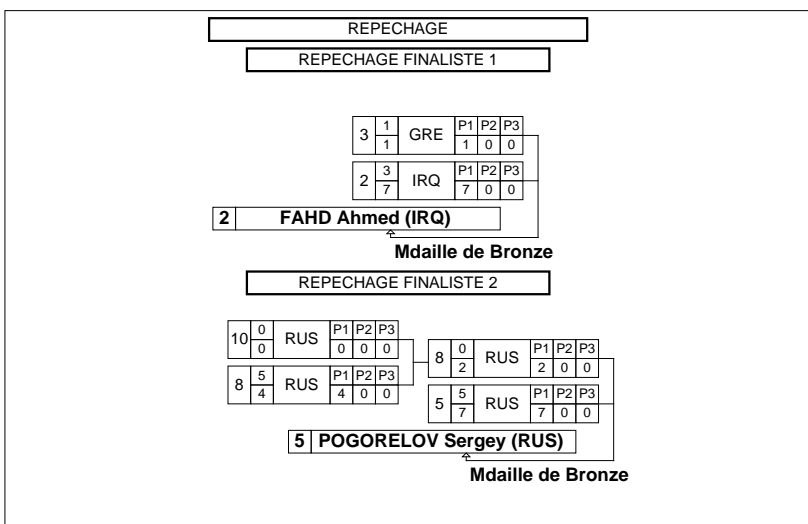 REPECHAGE
REPECHAGE FINALISTE 1
3 1 GRE P1 P2 P3
1 1 0 0
2 3 IRQ P1 P2 P3
7 7 0 0
2 FAHD Ahmed (IRQ)
Mdaille de Bronze
REPECHAGE FINALISTE 2
10 0 RUS P1 P2 P3
0 0 0 0
8 0 RUS P1 P2 P3
2 2 0 0
8 5 RUS P1 P2 P3
4 4 0 0
5 5 RUS P1 P2 P3
7 7 0 0
5 POGORELOV Sergey (RUS)
Mdaille de Bronze